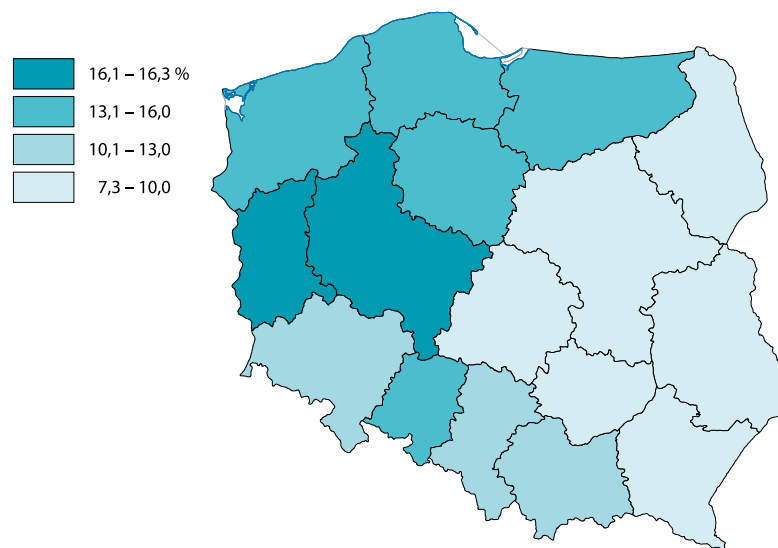 16,1 – 16,3 %
13,1 – 16,0
10,1 – 13,0
7,3 – 10,0